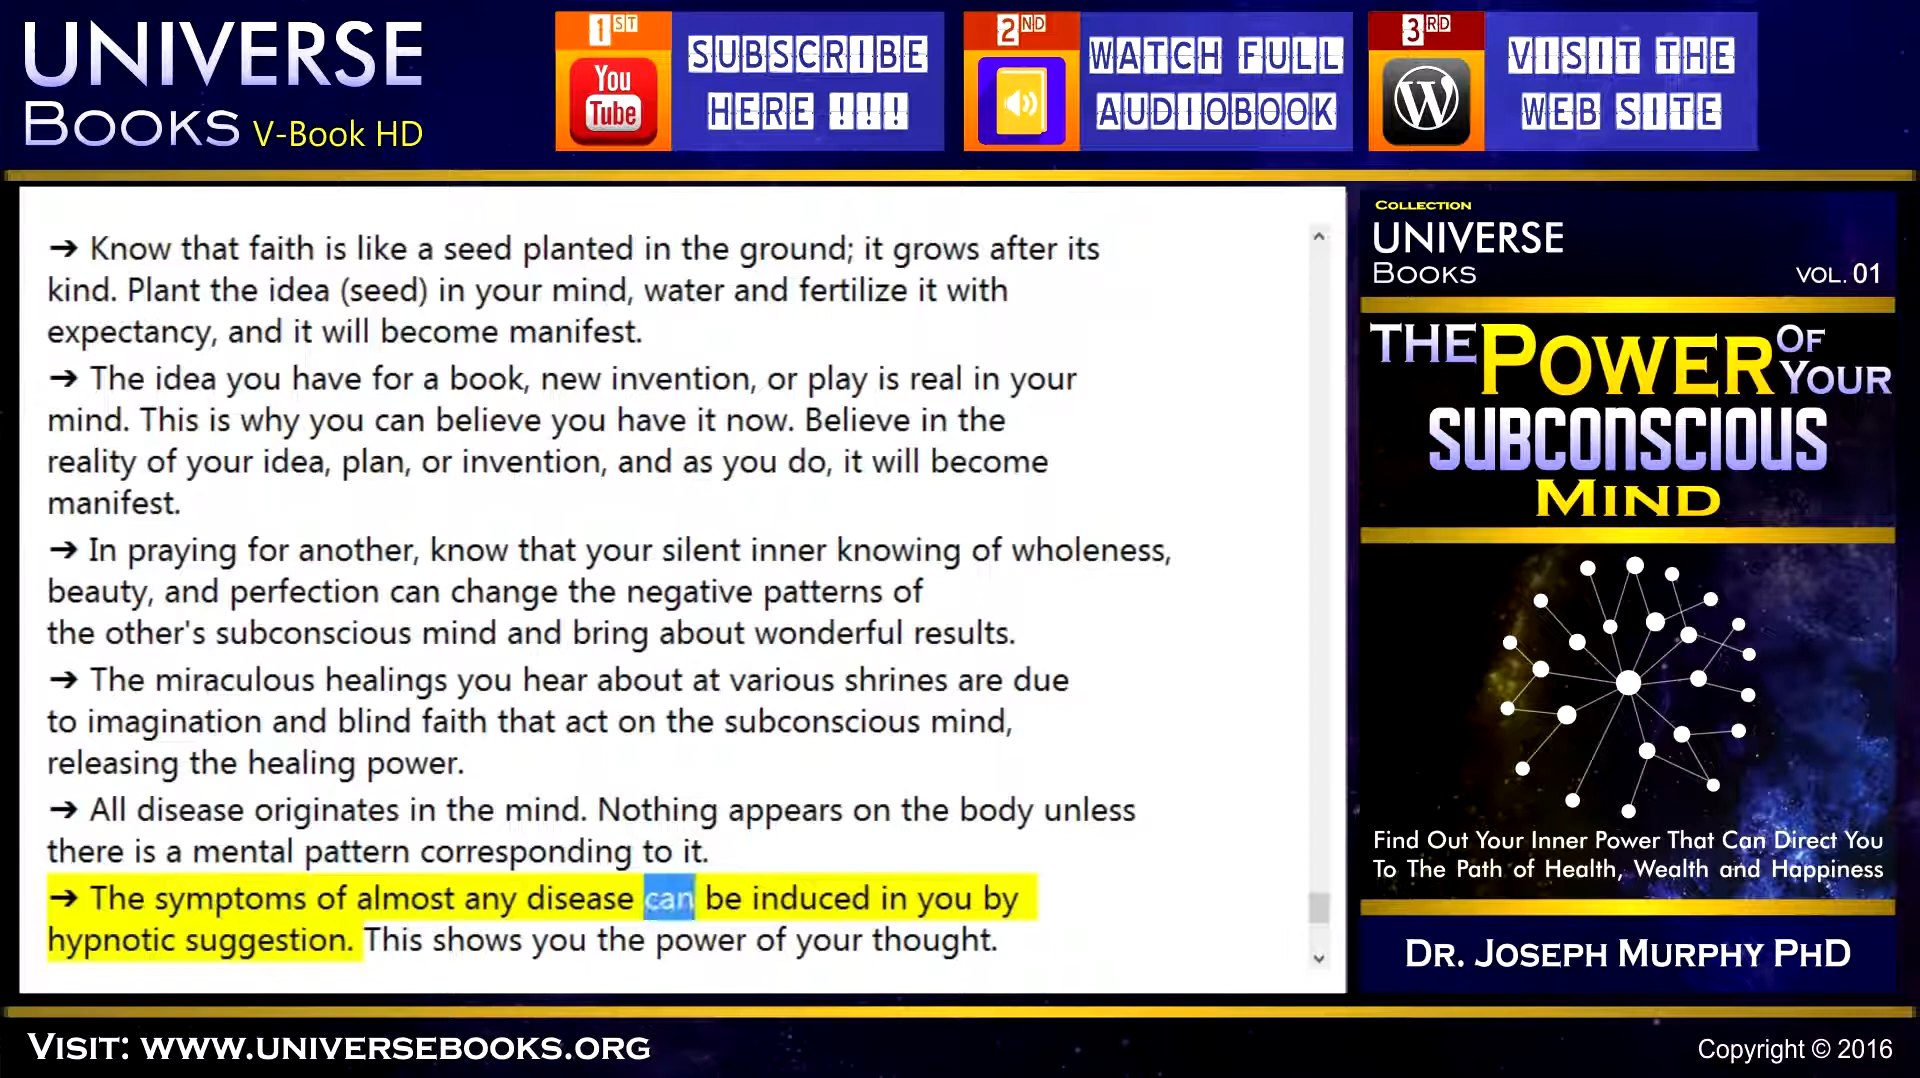 UNIVERSE
BOOKS V-Book HD
1ST
You
Tube
SUBSCRIBE
HERE !!!
2ND
WATCH FULL
AUDIOBOOK
3RD
W
VISIT THE
WEB SITE
➔ Know that faith is like a seed planted in the ground; it grows after its
kind. Plant the idea (seed) in your mind, water and fertilize it with
expectancy, and it will become manifest.
➔ The idea you have for a book, new invention, or play is real in your
mind. This is why you can believe you have it now. Believe in the
reality of your idea, plan, or invention, and as you do, it will become
manifest.
➔ In praying for another, know that your silent inner knowing of wholeness,
beauty, and perfection can change the negative patterns of
the other's subconscious mind and bring about wonderful results.
➔ The miraculous healings you hear about at various shrines are due
to imagination and blind faith that act on the subconscious mind,
releasing the healing power.
➔ All disease originates in the mind. Nothing appears on the body unless
there is a mental pattern corresponding to it.
➔ The symptoms of almost any disease can be induced in you by
hypnotic suggestion. This shows you the power of your thought.
COLLECTION
UNIVERSE
BOOKS VOL. 01
THE POWER OF YOUR
SUBCONSCIOUS
MIND
Find Out Your Inner Power That Can Direct You
To The Path of Health, Wealth and Happiness
DR. JOSEPH MURPHY PHD
VISIT: WWW.UNIVERSEBOOKS.ORG
Copyright © 2016